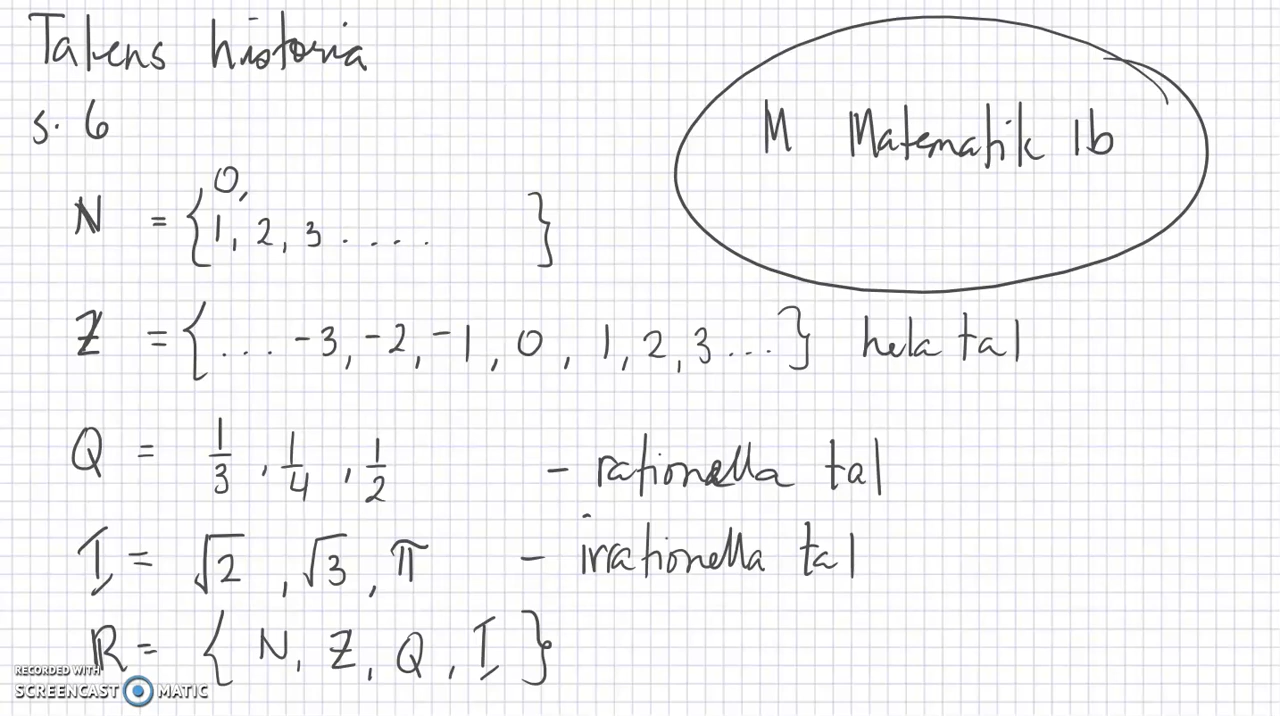 Talens historia
s. 6
M Matematik 1b
0,
N = {1, 2, 3 . . . . }
Z = { . . . -3, -2, -1, 0, 1, 2, 3 . . . } hela tal
Q = 1/3, 1/4, 1/2 - rationella tal
I = √2, √3, π - irrationella tal
R = { N, Z, Q, I }
RECORDED WITH
SCREENCAST MATIC